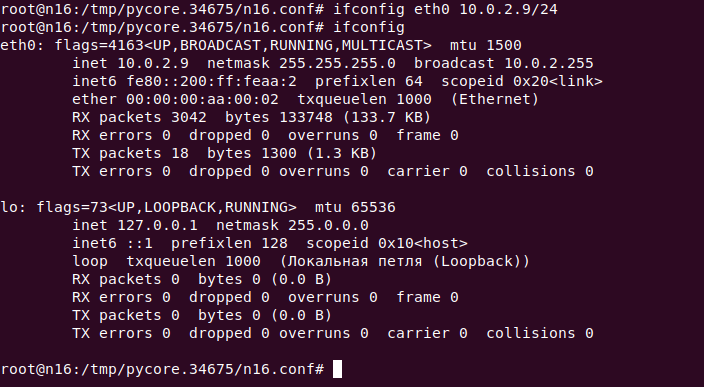 root@n16:/tmp/pycore.34675/n16.conf# ifconfig eth0 10.0.2.9/24
root@n16:/tmp/pycore.34675/n16.conf# ifconfig
eth0: flags=4163<UP,BROADCAST,RUNNING,MULTICAST>  mtu 1500
        inet 10.0.2.9  netmask 255.255.255.0  broadcast 10.0.2.255
        inet6 fe80::200:ff:feaa:2  prefixlen 64  scopeid 0x20<link>
        ether 00:00:00:aa:00:02  txqueuelen 1000  (Ethernet)
        RX packets 3042  bytes 133748 (133.7 KB)
        RX errors 0  dropped 0  overruns 0  frame 0
        TX packets 18  bytes 1300 (1.3 KB)
        TX errors 0  dropped 0 overruns 0  carrier 0  collisions 0

lo: flags=73<UP,LOOPBACK,RUNNING>  mtu 65536
        inet 127.0.0.1  netmask 255.0.0.0
        inet6 ::1  prefixlen 128  scopeid 0x10<host>
        loop  txqueuelen 1000  (Локальная петля (Loopback))
        RX packets 0  bytes 0 (0.0 B)
        RX errors 0  dropped 0  overruns 0  frame 0
        TX packets 0  bytes 0 (0.0 B)
        TX errors 0  dropped 0 overruns 0  carrier 0  collisions 0

root@n16:/tmp/pycore.34675/n16.conf#